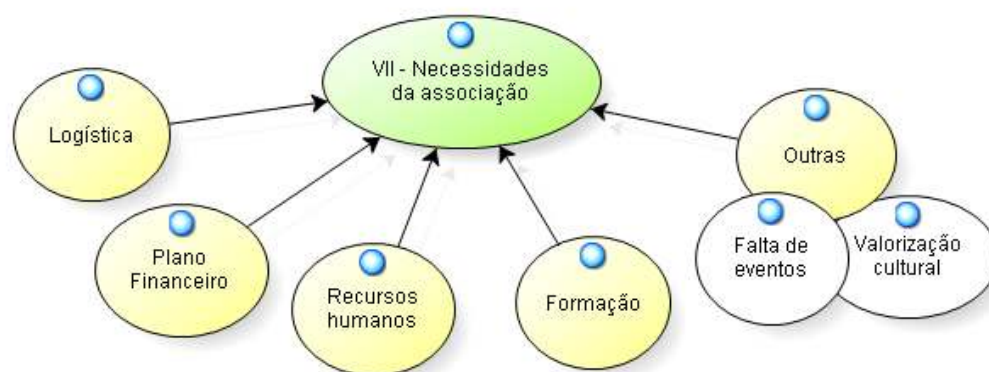 VII - Necessidades
da associação
Logística
Outras
Plano
Financeiro
Recursos
humanos
Formação
Falta de
eventos
Valorização
cultural